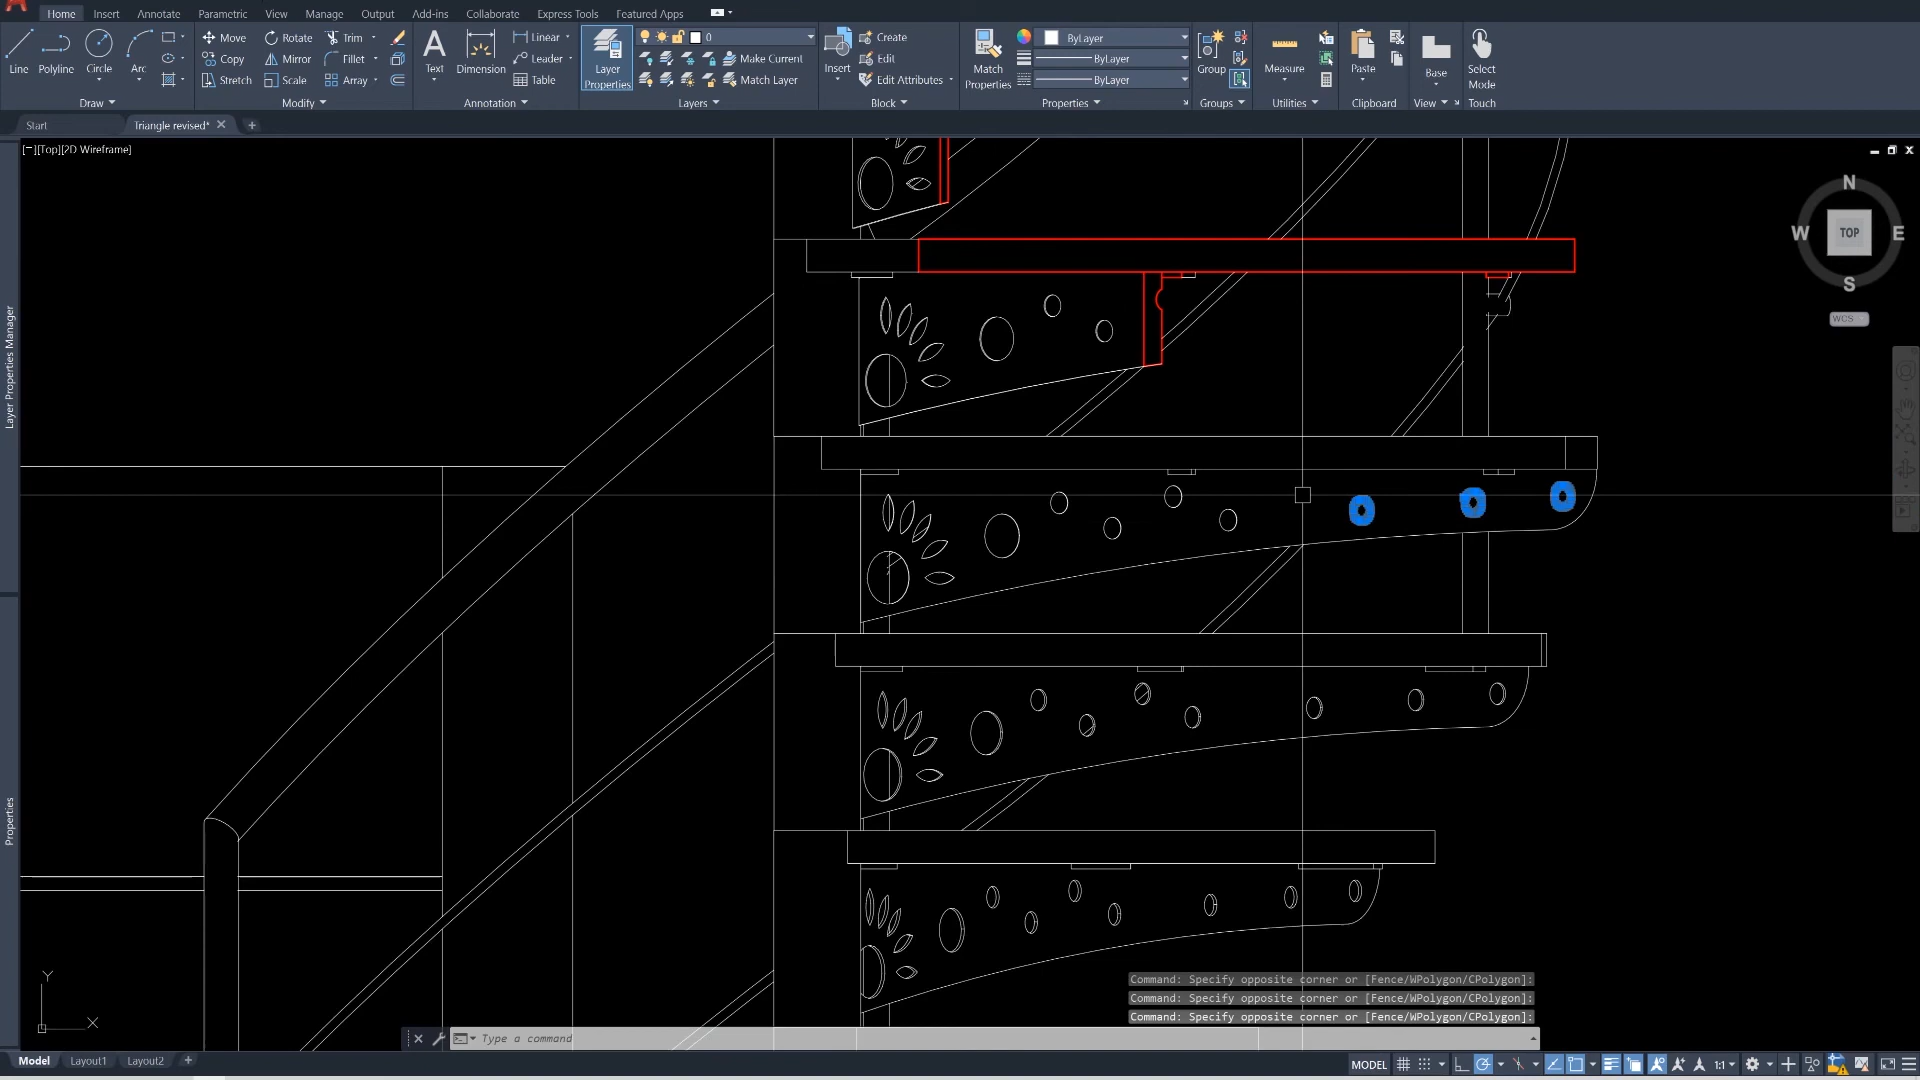 Home Insert Annotate Parametric View Manage Output Add-ins Collaborate Express Tools Featured Apps
Line Polyline Circle Arc
Move Rotate Trim
Copy Mirror Fillet
Stretch Scale Array
Text Dimension
Linear
Leader
Table
Layer
Properties
0
Make Current
Match Layer
Insert
Create
Edit
Edit Attributes
Match
Properties
ByLayer
ByLayer
ByLayer
Group
Measure
Paste
Base
Select
Mode
Draw Modify Annotation Layers Block Properties Groups Utilities Clipboard View Touch
Start Triangle revised*
[−][Top][2D Wireframe]
N
W TOP E
S
WCS
Layer Properties Manager
Properties
Y
X
Command: Specify opposite corner or [Fence/WPolygon/CPolygon]:
Command: Specify opposite corner or [Fence/WPolygon/CPolygon]:
Command: Specify opposite corner or [Fence/WPolygon/CPolygon]:
Type a command
Model Layout1 Layout2
MODEL 1:1